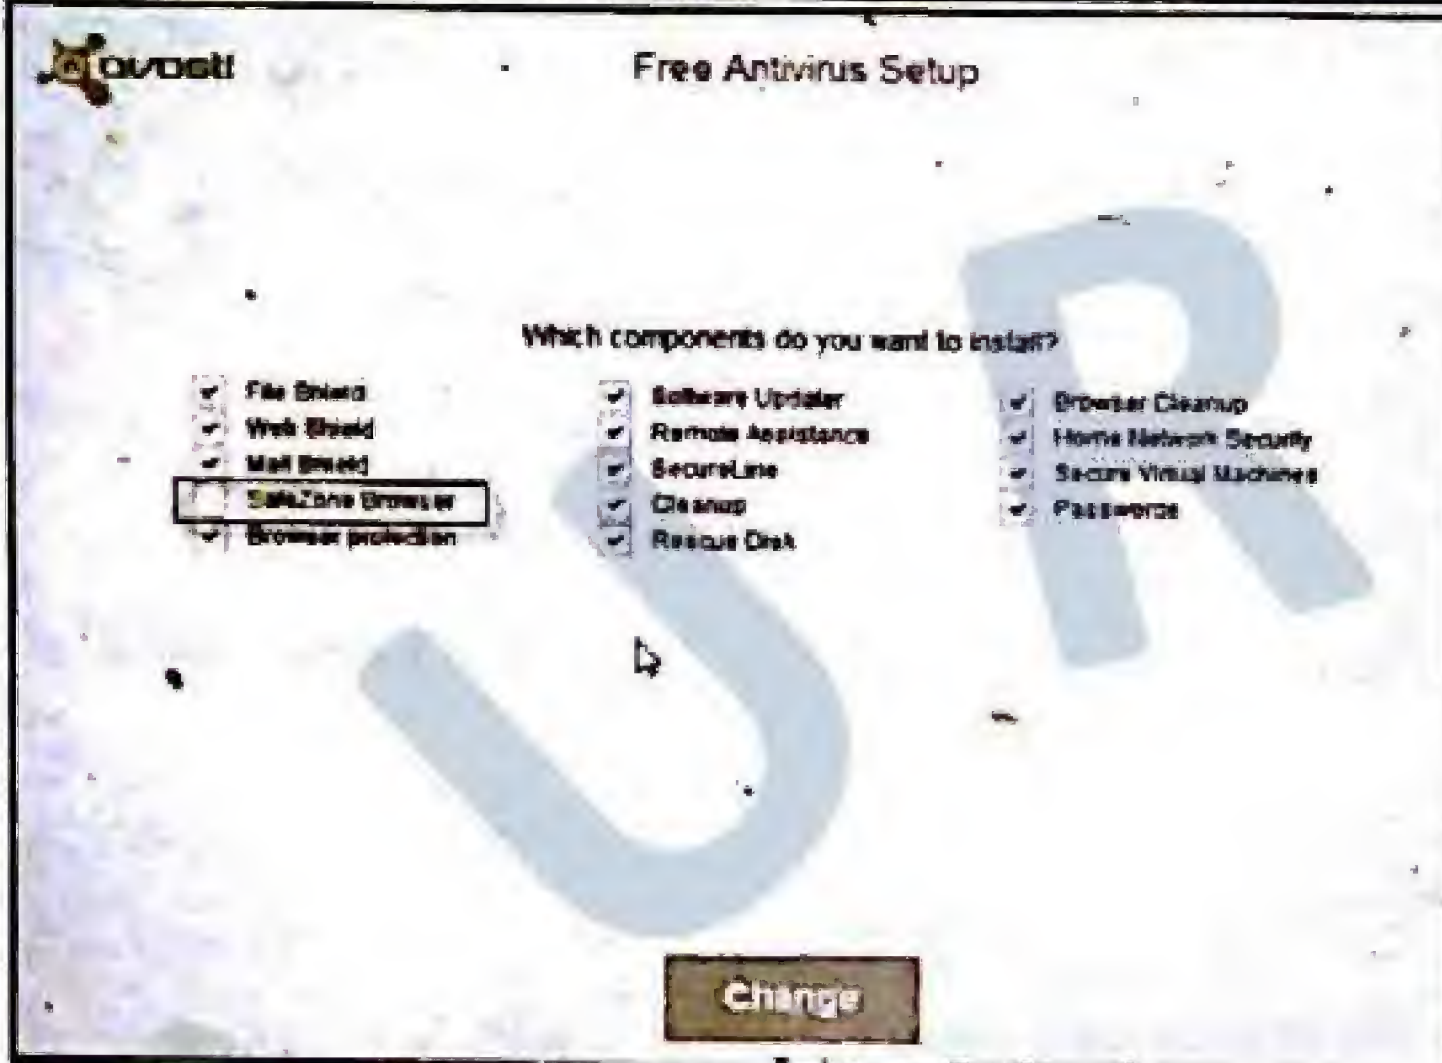 avast!
Free Antivirus Setup
Which components do you want to install?
File Shield
Web Shield
Mail Shield
SafeZone Browser
Browser protection
Software Updater
Remote Assistance
SecureLine
Cleanup
Rescue Disk
Browser Cleanup
Home Network Security
Secure Virtual Machines
Passwords
Change